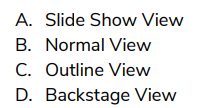 A. Slide Show View
B. Normal View
C. Outline View
D. Backstage View